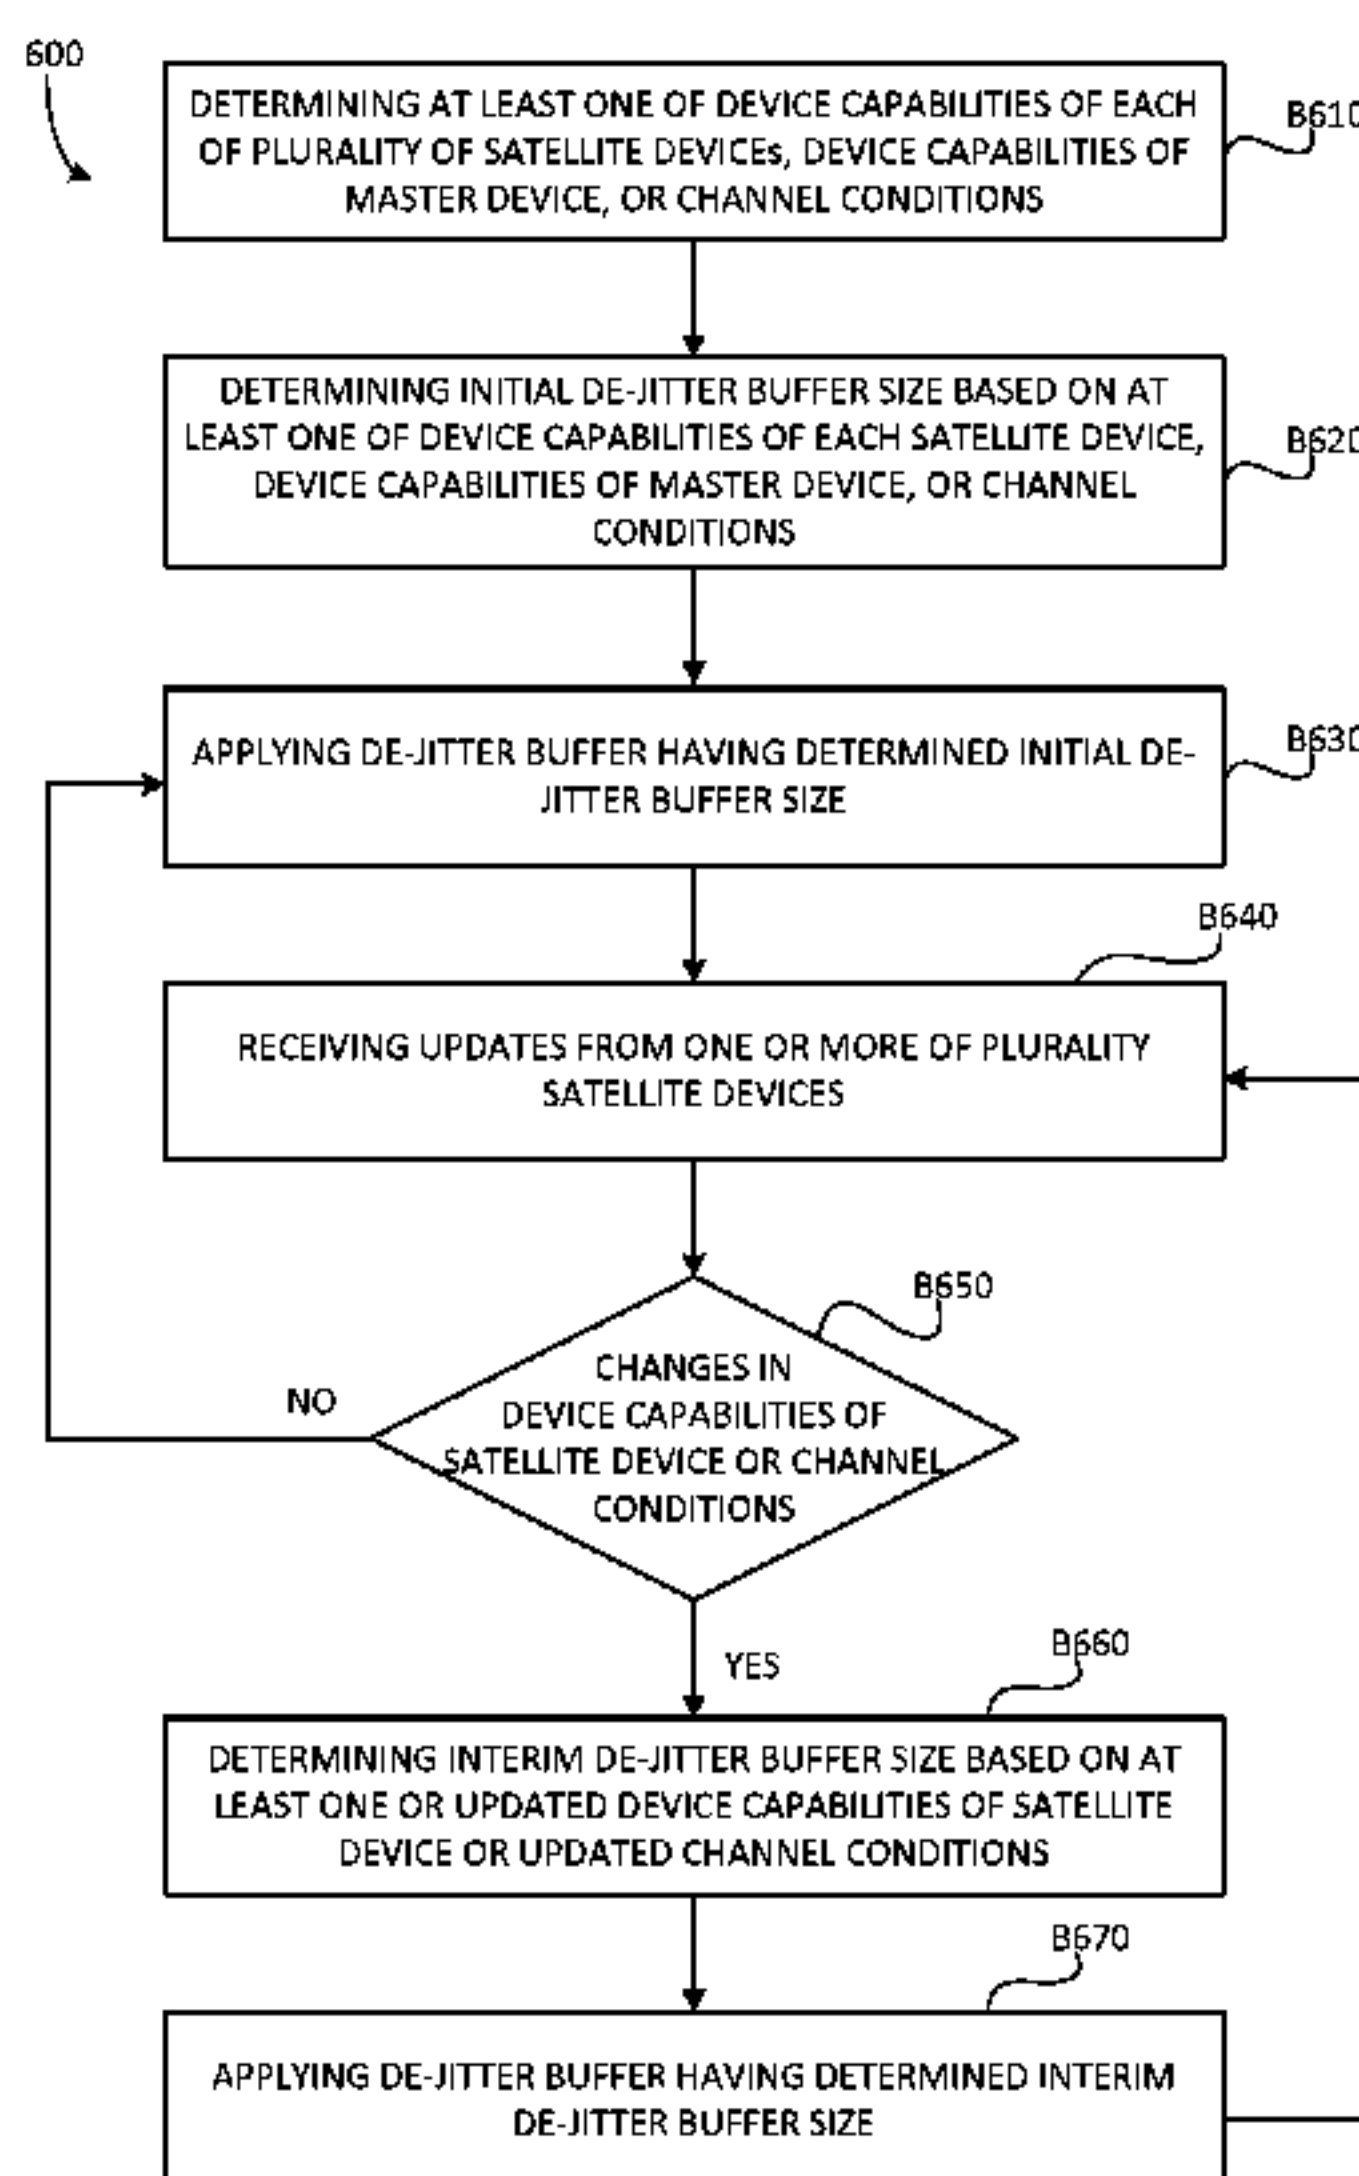 600
DETERMINING AT LEAST ONE OF DEVICE CAPABILITIES OF EACH
OF PLURALITY OF SATELLITE DEVICEs, DEVICE CAPABILITIES OF
MASTER DEVICE, OR CHANNEL CONDITIONS
B610
DETERMINING INITIAL DE-JITTER BUFFER SIZE BASED ON AT
LEAST ONE OF DEVICE CAPABILITIES OF EACH SATELLITE DEVICE,
DEVICE CAPABILITIES OF MASTER DEVICE, OR CHANNEL
CONDITIONS
B620
APPLYING DE-JITTER BUFFER HAVING DETERMINED INITIAL DE-
JITTER BUFFER SIZE
B630
B640
RECEIVING UPDATES FROM ONE OR MORE OF PLURALITY
SATELLITE DEVICES
B650
CHANGES IN
DEVICE CAPABILITIES OF
SATELLITE DEVICE OR CHANNEL
CONDITIONS
NO
YES
B660
DETERMINING INTERIM DE-JITTER BUFFER SIZE BASED ON AT
LEAST ONE OR UPDATED DEVICE CAPABILITIES OF SATELLITE
DEVICE OR UPDATED CHANNEL CONDITIONS
B670
APPLYING DE-JITTER BUFFER HAVING DETERMINED INTERIM
DE-JITTER BUFFER SIZE